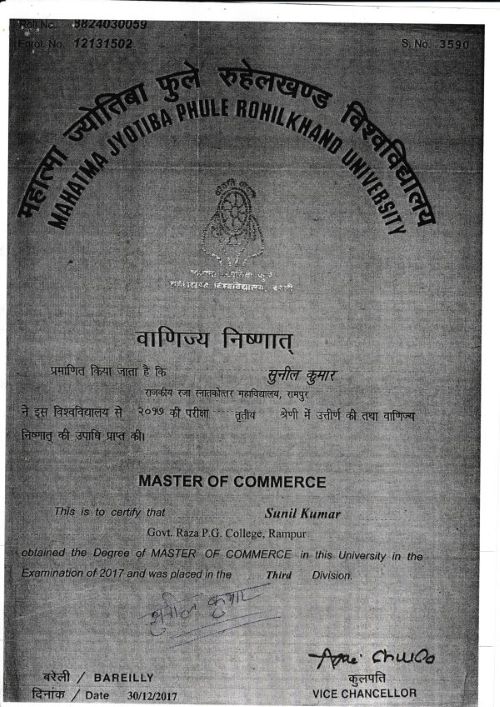 Roll No. 9824030059
Enrol. No. 12131502
S. No. 3590
महात्मा ज्योतिबा फुले रुहेलखण्ड विश्वविद्यालय
MAHATMA JYOTIBA PHULE ROHILKHAND UNIVERSITY
वाणिज्य निष्णात्
प्रमाणित किया जाता है कि सुनील कुमार
राजकीय रजा स्नातकोत्तर महाविद्यालय, रामपुर
ने इस विश्वविद्यालय से २०१७ की परीक्षा तृतीय श्रेणी में उत्तीर्ण की तथा वाणिज्य
निष्णात् की उपाधि प्राप्त की।
MASTER OF COMMERCE
This is to certify that Sunil Kumar
Govt. Raza P.G. College, Rampur
obtained the Degree of MASTER OF COMMERCE in this University in the
Examination of 2017 and was placed in the Third Division.
सुनील कुमार
बरेली / BAREILLY
कुलपति
दिनांक / Date 30/12/2017
VICE CHANCELLOR